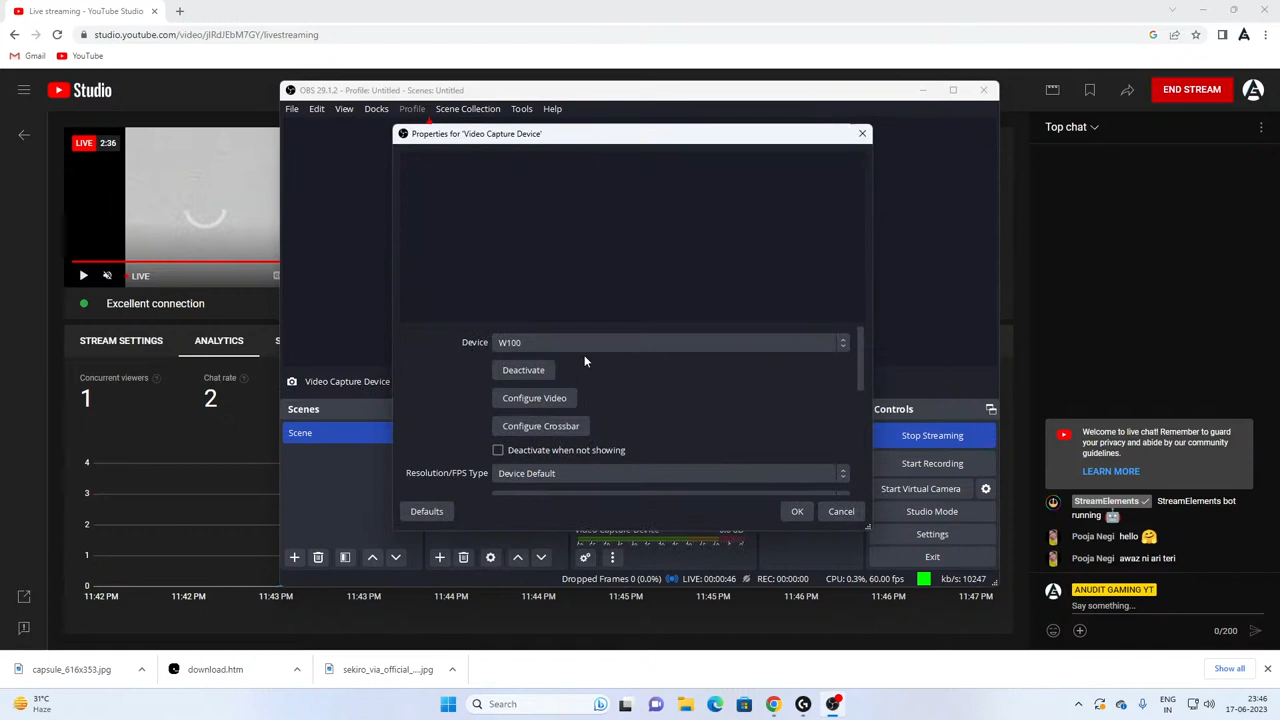 Live streaming - YouTube Studio
studio.youtube.com/video/jIRdJEbM7GY/livestreaming
Gmail YouTube
Studio
END STREAM
OBS 29.1.2 - Profile: Untitled - Scenes: Untitled
File Edit View Docks Profile Scene Collection Tools Help
Top chat
Properties for 'Video Capture Device'
LIVE 2:36
LIVE
Excellent connection
STREAM SETTINGS ANALYTICS S
Concurrent viewers Chat rate
1 2
4
3
2
1
0
11:42 PM 11:42 PM 11:43 PM 11:43 PM 11:44 PM 11:45 PM 11:45 PM 11:46 PM 11:46 PM 11:47 PM
Device W100
Deactivate
Configure Video
Configure Crossbar
Deactivate when not showing
Resolution/FPS Type Device Default
Defaults OK Cancel
Video Capture Device
Scenes
Scene
Video Capture Device 0.0 dB
Controls
Stop Streaming
Start Recording
Start Virtual Camera
Studio Mode
Settings
Exit
Dropped Frames 0 (0.0%) LIVE: 00:00:46 REC: 00:00:00 CPU: 0.3%, 60.00 fps kb/s: 10247
Welcome to live chat! Remember to guard
your privacy and abide by our community
guidelines.
LEARN MORE
StreamElements StreamElements bot
running
Pooja Negi hello
Pooja Negi awaz ni ari teri
ANUDIT GAMING YT
Say something...
0/200
capsule_616x353.jpg download.htm sekiro_via_official_....jpg Show all
31°C
Haze
Search
ENG
IN
23:46
17-06-2023